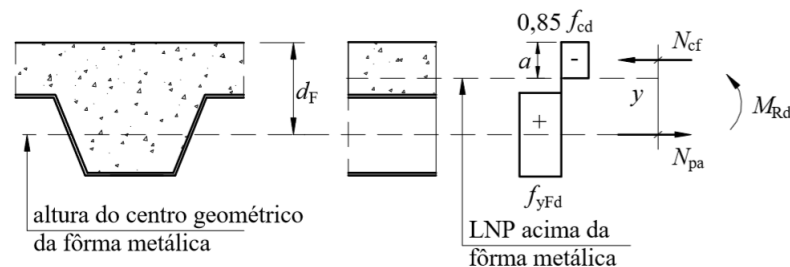 0,85 fcd
a
dF
-
+
Ncf
y
MRd
Npa
fyFd
altura do centro geométrico
da fôrma metálica
LNP acima da
fôrma metálica